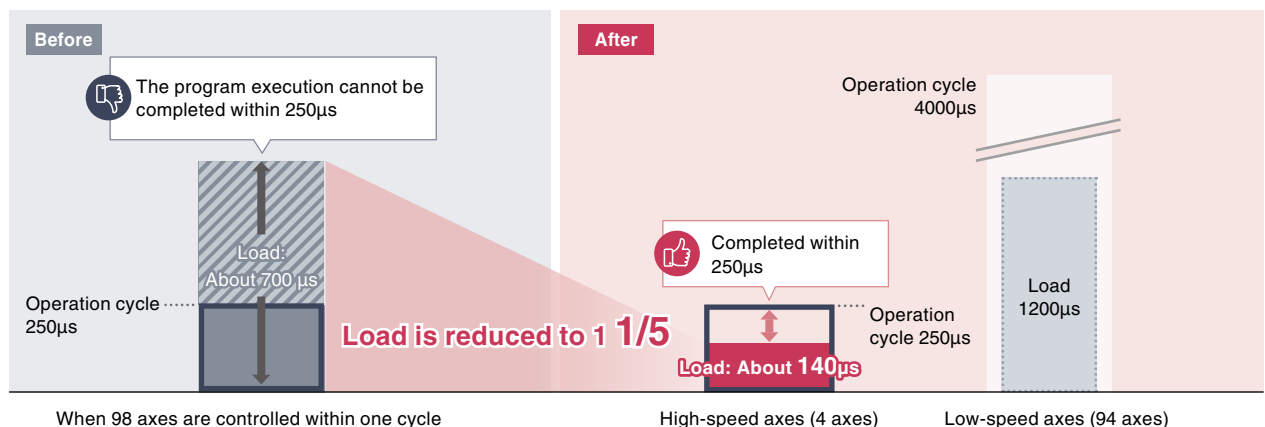 Before
The program execution cannot be
completed within 250µs
Load:
About 700 µs
Operation cycle
250µs
When 98 axes are controlled within one cycle
Load is reduced to 1 1/5
After
Completed within
250µs
Operation
cycle 250µs
Load: About 140µs
High-speed axes (4 axes)
Operation cycle
4000µs
Load
1200µs
Low-speed axes (94 axes)